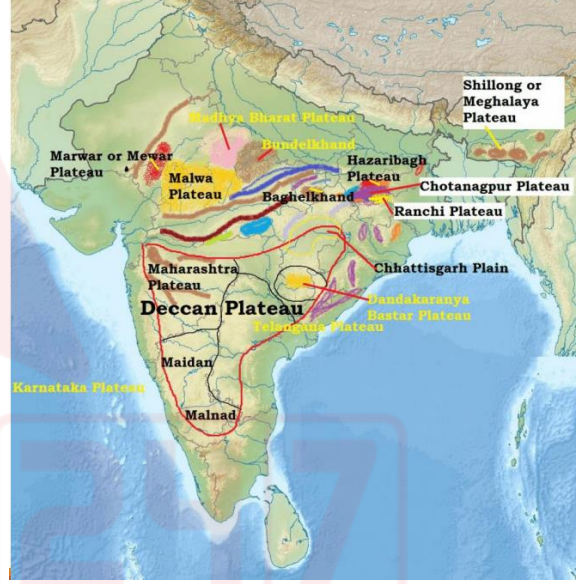 Shillong or
Meghalaya
Plateau
Madhya Bharat Plateau
Bundelkhand
Marwar or Mewar
Plateau
Malwa
Plateau
Hazaribagh
Plateau
Baghelkhand
Chotanagpur Plateau
Ranchi Plateau
Maharashtra
Plateau
Chhattisgarh Plain
Deccan Plateau
Dandakaranya
Bastar Plateau
Telangana Plateau
Maidan
Karnataka Plateau
Malnad
247